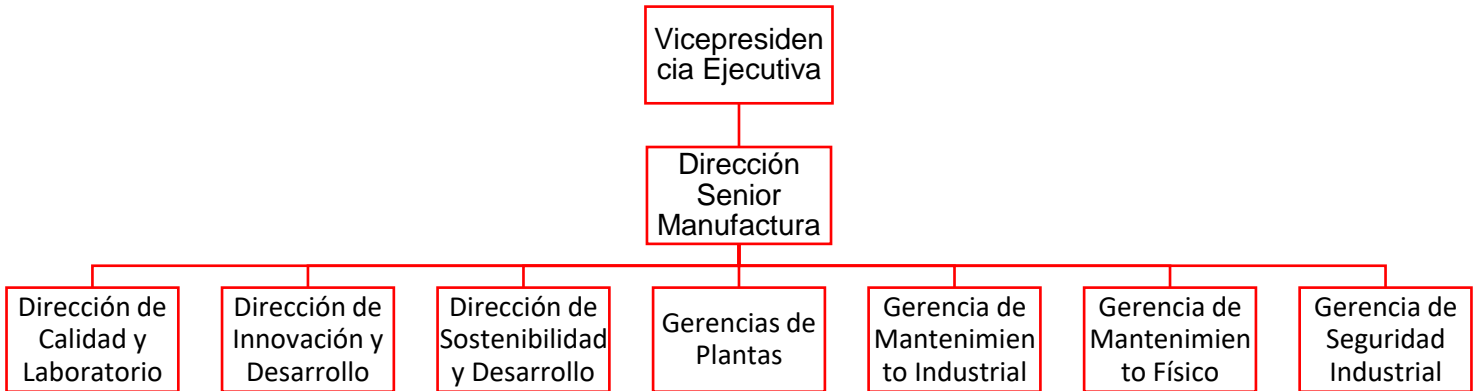 Vicepresiden
cia Ejecutiva
Dirección
Senior
Manufactura
Dirección de
Calidad y
Laboratorio
Dirección de
Innovación y
Desarrollo
Dirección de
Sostenibilidad
y Desarrollo
Gerencias de
Plantas
Gerencia de
Mantenimien
to Industrial
Gerencia de
Mantenimien
to Físico
Gerencia de
Seguridad
Industrial